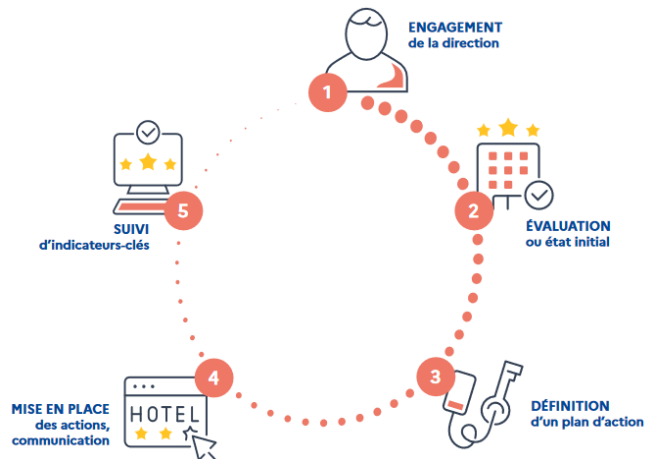 1
ENGAGEMENT
de la direction
2
ÉVALUATION
ou état initial
3
DÉFINITION
d'un plan d'action
4
HOTEL
MISE EN PLACE
des actions,
communication
5
SUIVI
d'indicateurs-clés